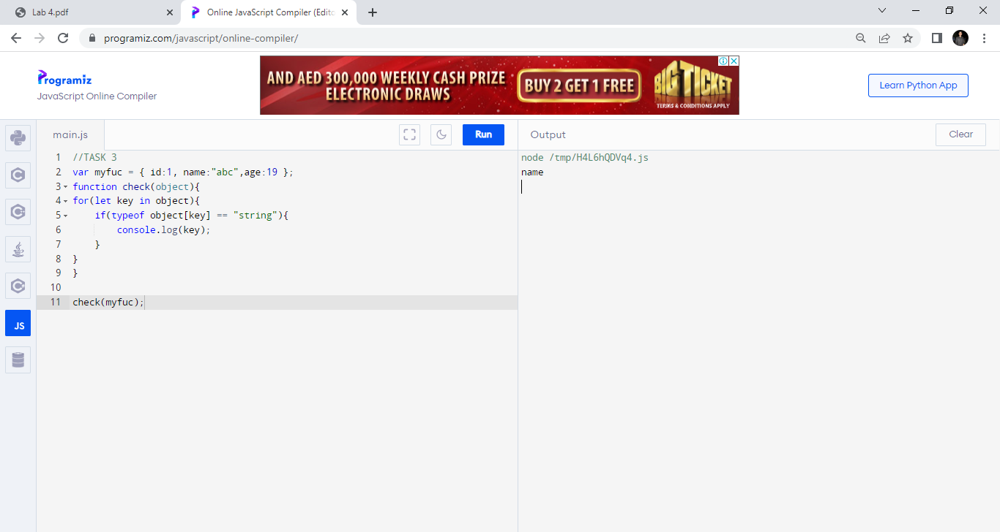 Lab 4.pdf
Online JavaScript Compiler (Edito
programiz.com/javascript/online-compiler/
Programiz
JavaScript Online Compiler
AND AED 300,000 WEEKLY CASH PRIZE
ELECTRONIC DRAWS
BUY 2 GET 1 FREE
BIG TICKET
TERMS & CONDITIONS APPLY
Learn Python App
main.js
Run
Output
Clear
1 //TASK 3
2 var myfuc = { id:1, name:"abc",age:19 };
3 function check(object){
4 for(let key in object){
5     if(typeof object[key] == "string"){
6         console.log(key);
7     }
8 }
9 }
10
11 check(myfuc);
JS
node /tmp/H4L6hQDVq4.js
name